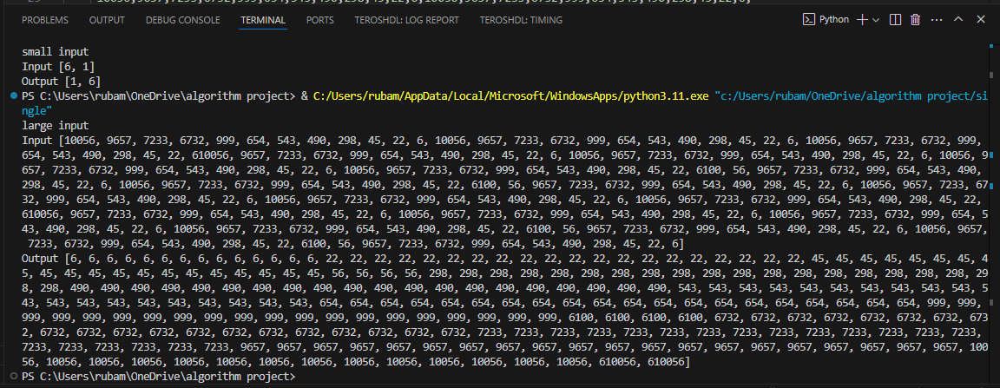 PROBLEMS OUTPUT DEBUG CONSOLE TERMINAL PORTS TEROSHDL: LOG REPORT TEROSHDL: TIMING Python
small input
Input [6, 1]
Output [1, 6]
PS C:\Users\rubam\OneDrive\algorithm project> & C:/Users/rubam/AppData/Local/Microsoft/WindowsApps/python3.11.exe "c:/Users/rubam/OneDrive/algorithm project/si
ngle"
large input
Input [10056, 9657, 7233, 6732, 999, 654, 543, 490, 298, 45, 22, 6, 10056, 9657, 7233, 6732, 999, 654, 543, 490, 298, 45, 22, 6, 10056, 9657, 7233, 6732, 999,
654, 543, 490, 298, 45, 22, 610056, 9657, 7233, 6732, 999, 654, 543, 490, 298, 45, 22, 6, 10056, 9657, 7233, 6732, 999, 654, 543, 490, 298, 45, 22, 6, 10056, 9
657, 7233, 6732, 999, 654, 543, 490, 298, 45, 22, 6, 10056, 9657, 7233, 6732, 999, 654, 543, 490, 298, 45, 22, 6100, 56, 9657, 7233, 6732, 999, 654, 543, 490,
298, 45, 22, 6, 10056, 9657, 7233, 6732, 999, 654, 543, 490, 298, 45, 22, 6100, 56, 9657, 7233, 6732, 999, 654, 543, 490, 298, 45, 22, 6, 10056, 9657, 7233, 67
32, 999, 654, 543, 490, 298, 45, 22, 6, 10056, 9657, 7233, 6732, 999, 654, 543, 490, 298, 45, 22, 6, 10056, 9657, 7233, 6732, 999, 654, 543, 490, 298, 45, 22,
610056, 9657, 7233, 6732, 999, 654, 543, 490, 298, 45, 22, 6, 10056, 9657, 7233, 6732, 999, 654, 543, 490, 298, 45, 22, 6, 10056, 9657, 7233, 6732, 999, 654, 5
43, 490, 298, 45, 22, 6, 10056, 9657, 7233, 6732, 999, 654, 543, 490, 298, 45, 22, 6100, 56, 9657, 7233, 6732, 999, 654, 543, 490, 298, 45, 22, 6, 10056, 9657,
7233, 6732, 999, 654, 543, 490, 298, 45, 22, 6100, 56, 9657, 7233, 6732, 999, 654, 543, 490, 298, 45, 22, 6]
Output [6, 6, 6, 6, 6, 6, 6, 6, 6, 6, 6, 6, 6, 6, 22, 22, 22, 22, 22, 22, 22, 22, 22, 22, 22, 22, 22, 22, 22, 22, 22, 22, 22, 22, 45, 45, 45, 45, 45, 45, 45, 4
5, 45, 45, 45, 45, 45, 45, 45, 45, 45, 45, 45, 45, 56, 56, 56, 56, 298, 298, 298, 298, 298, 298, 298, 298, 298, 298, 298, 298, 298, 298, 298, 298, 298, 298, 29
8, 298, 490, 490, 490, 490, 490, 490, 490, 490, 490, 490, 490, 490, 490, 490, 490, 490, 490, 490, 490, 490, 543, 543, 543, 543, 543, 543, 543, 543, 543, 543, 5
43, 543, 543, 543, 543, 543, 543, 543, 543, 654, 654, 654, 654, 654, 654, 654, 654, 654, 654, 654, 654, 654, 654, 654, 654, 654, 654, 654, 654, 999, 999, 999,
999, 999, 999, 999, 999, 999, 999, 999, 999, 999, 999, 999, 999, 999, 999, 999, 999, 999, 6100, 6100, 6100, 6100, 6732, 6732, 6732, 6732, 6732, 6732, 6732, 673
2, 6732, 6732, 6732, 6732, 6732, 6732, 6732, 6732, 6732, 7233, 7233, 7233, 7233, 7233, 7233, 7233, 7233, 7233, 7233, 7233, 7233, 7233, 7233, 7233,
7233, 7233, 7233, 7233, 7233, 9657, 9657, 9657, 9657, 9657, 9657, 9657, 9657, 9657, 9657, 9657, 9657, 9657, 9657, 9657, 9657, 9657, 9657, 9657, 9657, 100
56, 10056, 10056, 10056, 10056, 10056, 10056, 10056, 10056, 10056, 10056, 10056, 10056, 610056, 610056]
PS C:\Users\rubam\OneDrive\algorithm project>